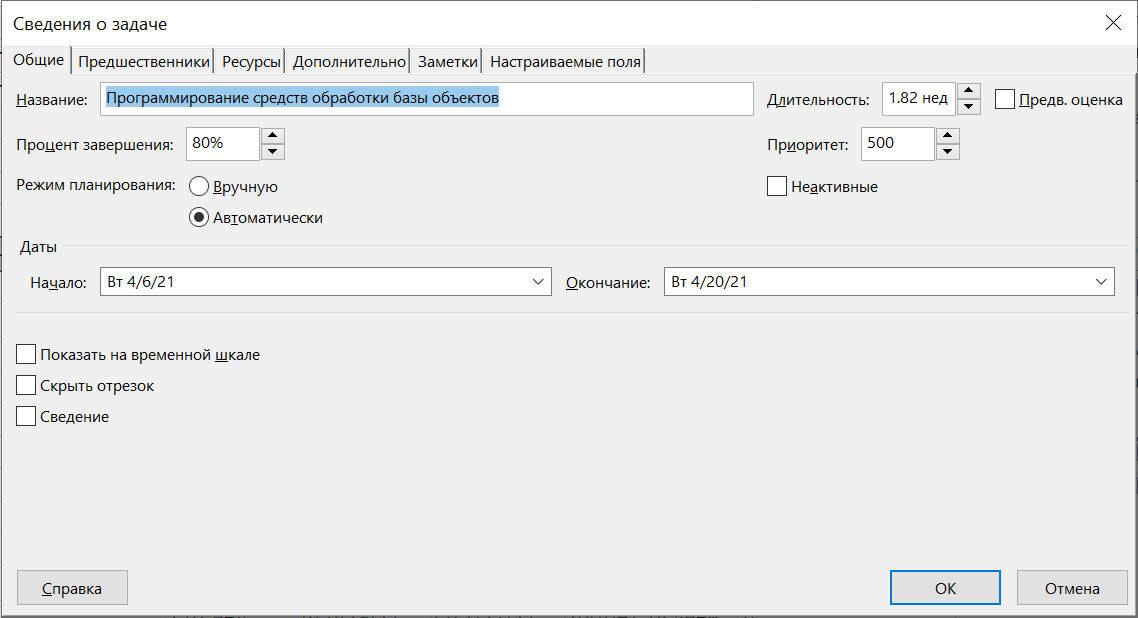 Сведения о задаче
Общие Предшественники Ресурсы Дополнительно Заметки Настраиваемые поля
Название: Программирование средств обработки базы объектов Длительность: 1.82 нед Предв. оценка
Процент завершения: 80% Приоритет: 500
Режим планирования: Вручную Неактивные
Автоматически
Даты
Начало: Вт 4/6/21 Окончание: Вт 4/20/21
Показать на временной шкале
Скрыть отрезок
Сведение
Справка ОК Отмена